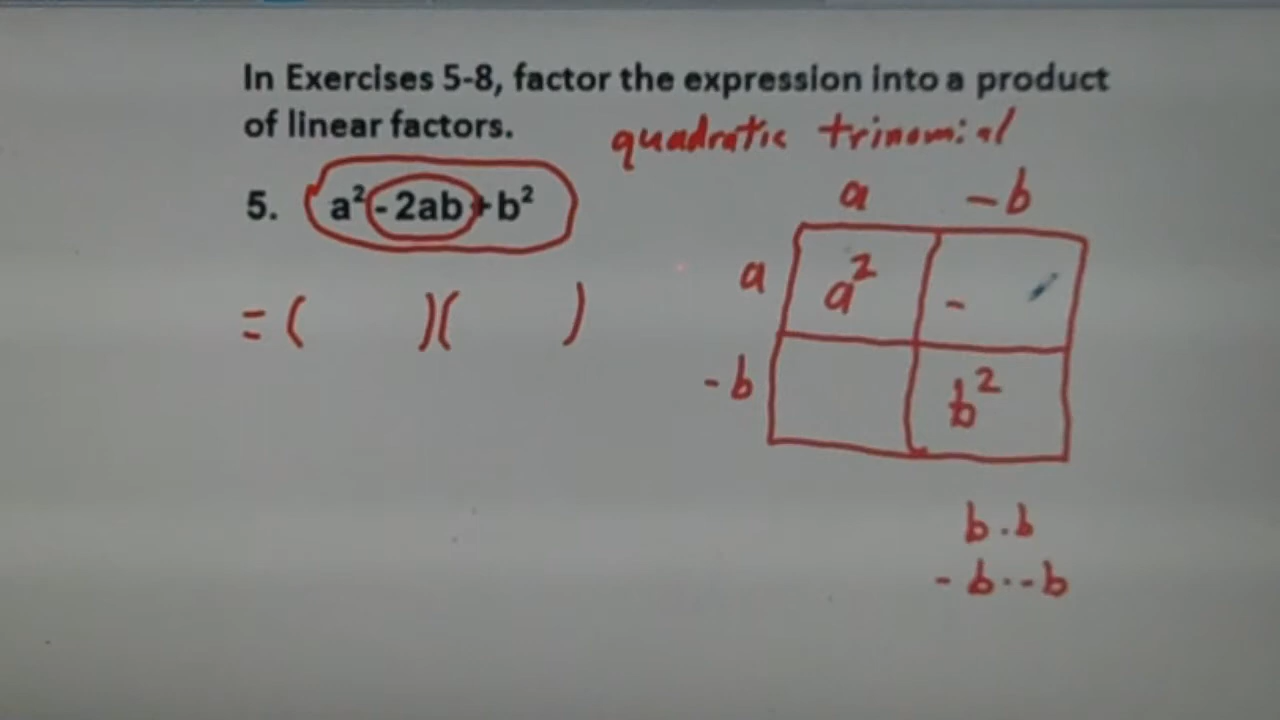 In Exercises 5-8, factor the expression into a product
of linear factors. quadratic trinomial
5. a² - 2ab + b²
a -b
= ( )( )
a a² -
-b b²
b·b
-b·-b